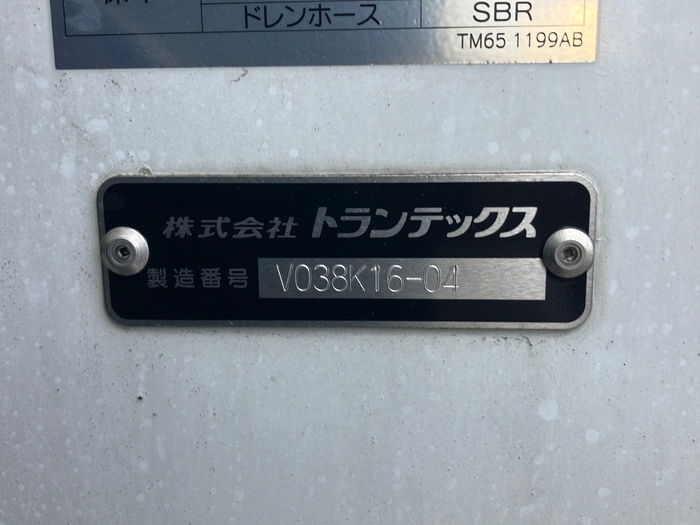 ドレンホース SBR
TM65 1199AB
株式会社 トランテックス
製造番号 V038K16-04